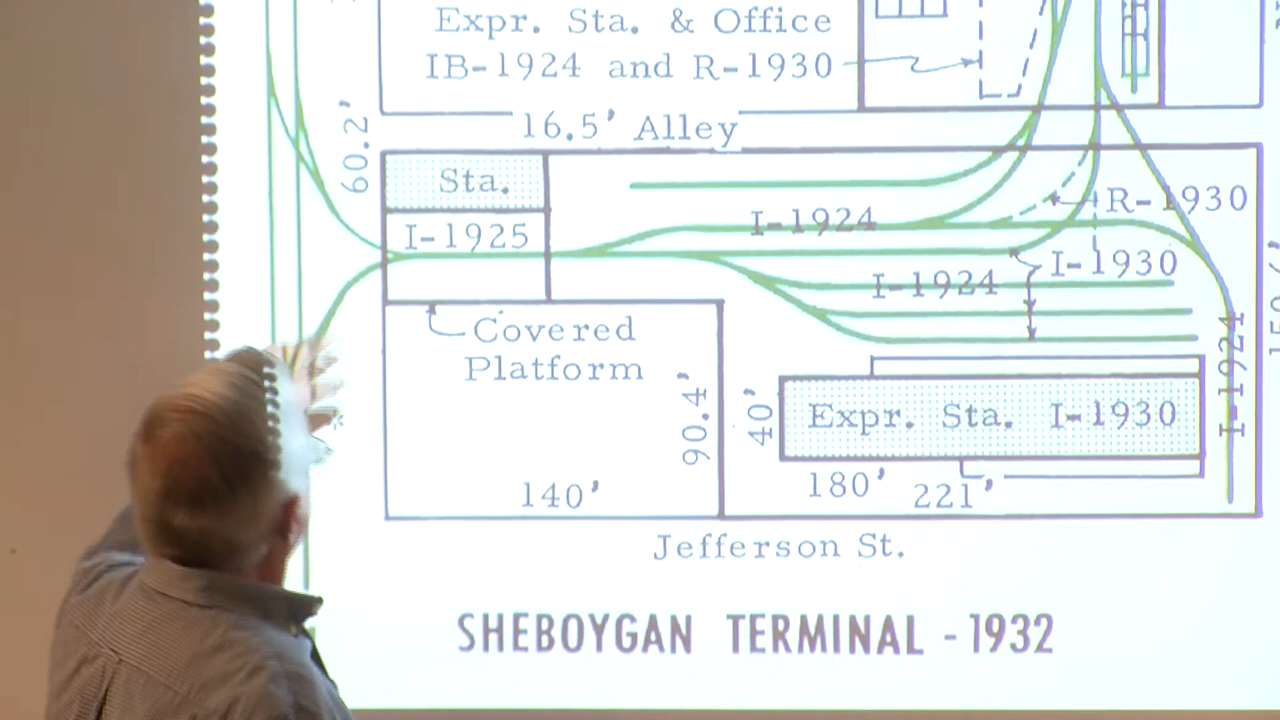 Expr. Sta. & Office
IB-1924 and R-1930
16.5' Alley
60.2'
Sta.
I-1925
I-1924
R-1930
I-1930
I-1924
Covered
Platform
90.4'
40'
Expr. Sta. I-1930
I-1924
140'
180'
221'
Jefferson St.
SHEBOYGAN TERMINAL - 1932